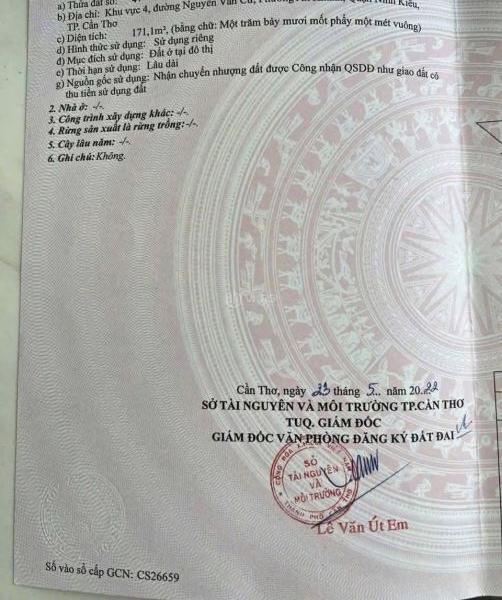 a) Thửa đất số:
b) Địa chỉ: Khu vực 4, đường Nguyễn Văn Cừ, Ninh Kiều,
TP. Cần Thơ
c) Diện tích: 171,1m², (bằng chữ: Một trăm bảy mươi mốt phẩy một mét vuông)
d) Hình thức sử dụng: Sử dụng riêng
đ) Mục đích sử dụng: Đất ở tại đô thị
e) Thời hạn sử dụng: Lâu dài
g) Nguồn gốc sử dụng: Nhận chuyển nhượng đất được Công nhận QSDĐ như giao đất có
thu tiền sử dụng đất
2. Nhà ở: -/-.
3. Công trình xây dựng khác: -/-.
4. Rừng sản xuất là rừng trồng:-/-.
5. Cây lâu năm: -/-.
6. Ghi chú:Không.
Cần Thơ, ngày 23 tháng 5.. năm 2022
SỞ TÀI NGUYÊN VÀ MÔI TRƯỜNG TP.CẦN THƠ
TUQ. GIÁM ĐỐC
GIÁM ĐỐC VĂN PHÒNG ĐĂNG KÝ ĐẤT ĐAI
SỞ
TÀI NGUYÊN
VÀ
MÔI TRƯỜNG
THÀNH PHỐ CẦN THƠ
Lê Văn Út Em
Số vào sổ cấp GCN: CS26659